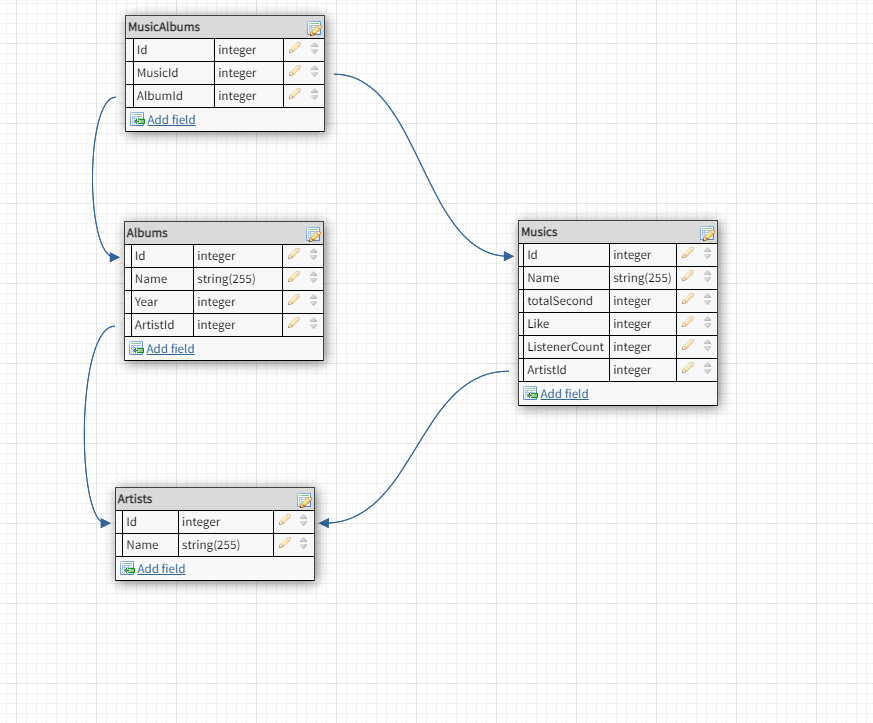 MusicAlbums
Id integer
MusicId integer
AlbumId integer
Add field
Albums
Id integer
Name string(255)
Year integer
ArtistId integer
Add field
Musics
Id integer
Name string(255)
totalSecond integer
Like integer
ListenerCount integer
ArtistId integer
Add field
Artists
Id integer
Name string(255)
Add field